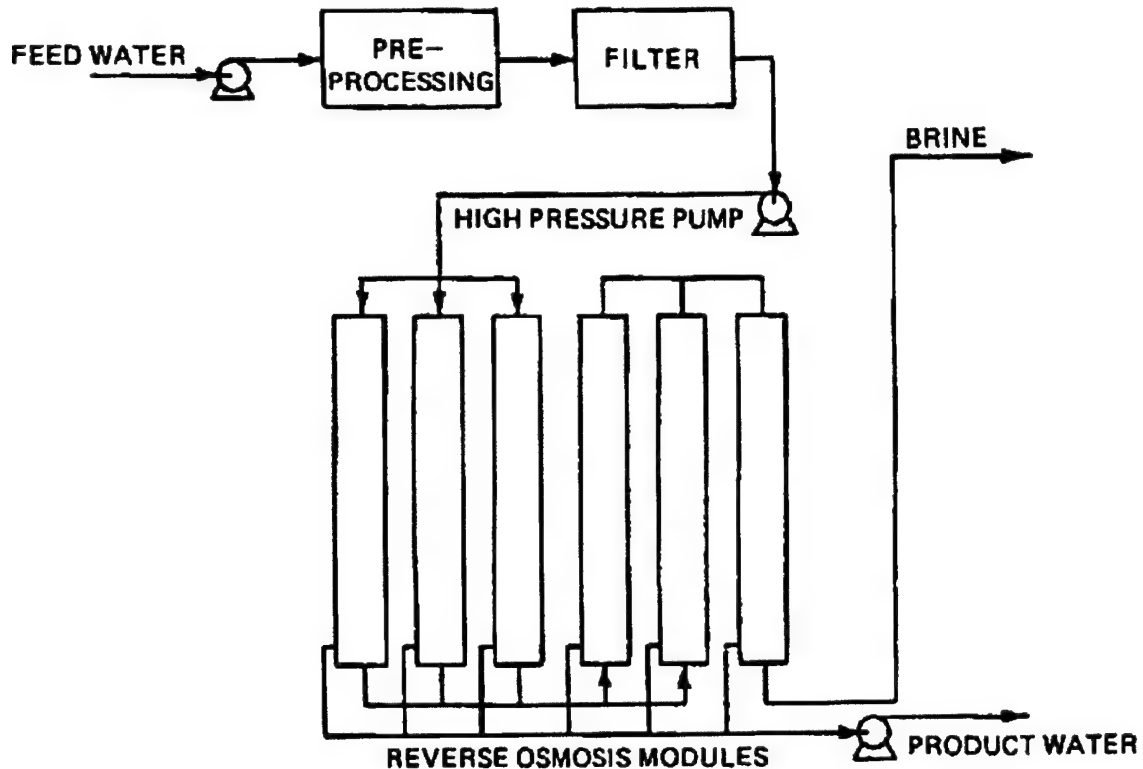 FEED WATER
PRE-
PROCESSING
FILTER
BRINE
HIGH PRESSURE PUMP
REVERSE OSMOSIS MODULES
PRODUCT WATER